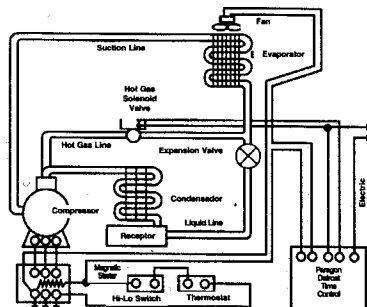 Fan
Suction Line
Evaporator
Hot Gas
Solenoid
Valve
Hot Gas Line
Expansion Valve
Condensador
Compressor
Liquid Line
Receptor
Electric
Magnetic
Stater
Hi-Lo Switch
Thermostat
Paragon
Defrost
Time
Control